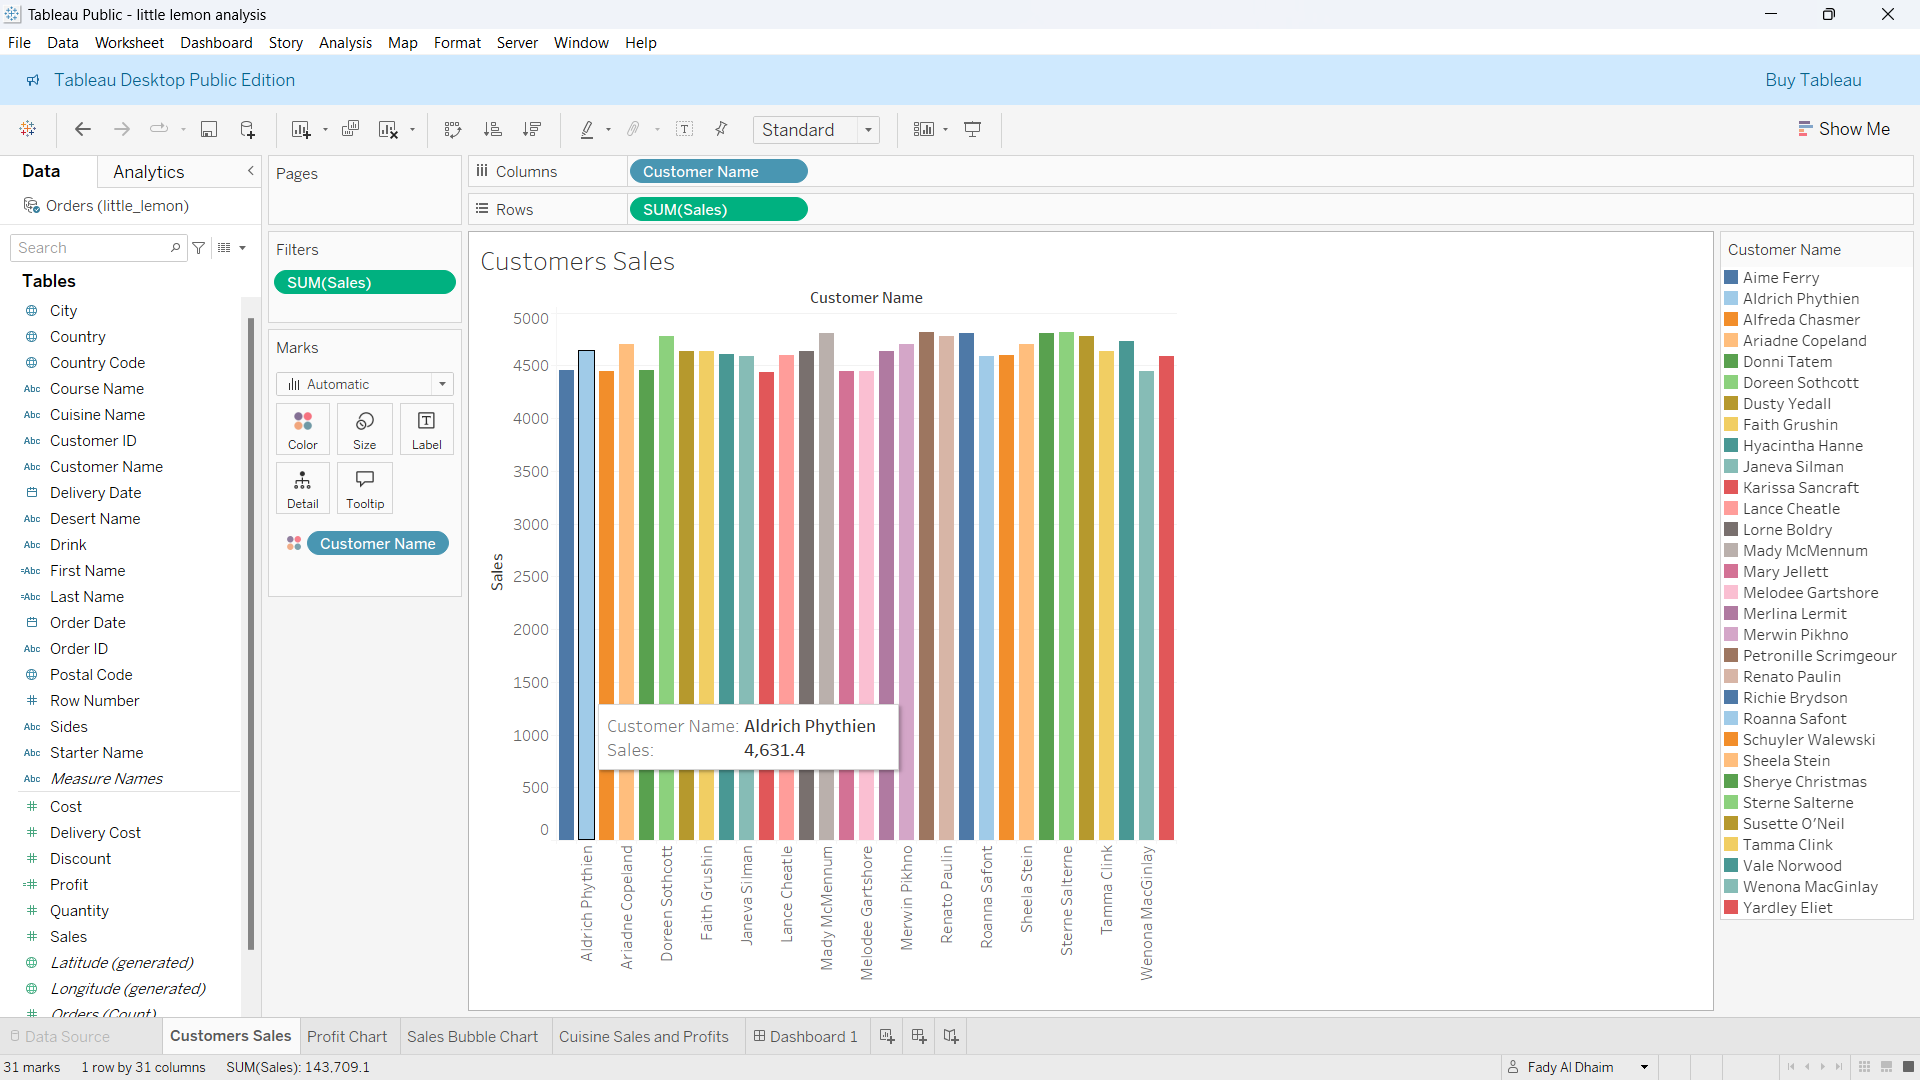 Tableau Public - little lemon analysis
File Data Worksheet Dashboard Story Analysis Map Format Server Window Help
Tableau Desktop Public Edition
Buy Tableau
Standard
Show Me
Data
Analytics
Orders (little_lemon)
Search
Tables
City
Country
Country Code
Abc Course Name
Abc Cuisine Name
Abc Customer ID
Abc Customer Name
Delivery Date
Abc Desert Name
Abc Drink
=Abc First Name
=Abc Last Name
Order Date
Abc Order ID
Postal Code
# Row Number
Abc Sides
Abc Starter Name
Abc Measure Names
# Cost
# Delivery Cost
# Discount
=# Profit
# Quantity
# Sales
Latitude (generated)
Longitude (generated)
# Orders (Count)
Pages
Filters
SUM(Sales)
Marks
Automatic
Color
Size
Label
Detail
Tooltip
Customer Name
Columns
Customer Name
Rows
SUM(Sales)
Customers Sales
Customer Name
Sales
5000
4500
4000
3500
3000
2500
2000
1500
1000
500
0
Customer Name: Aldrich Phythien
Sales: 4,631.4
Aldrich Phythien
Ariadne Copeland
Doreen Sothcott
Faith Grushin
Janeva Silman
Lance Cheatle
Mady McMennum
Melodee Gartshore
Merwin Pikhno
Renato Paulin
Roanna Safont
Sheela Stein
Sterne Salterne
Tamma Clink
Wenona MacGinlay
Customer Name
Aime Ferry
Aldrich Phythien
Alfreda Chasmer
Ariadne Copeland
Donni Tatem
Doreen Sothcott
Dusty Yedall
Faith Grushin
Hyacintha Hanne
Janeva Silman
Karissa Sancraft
Lance Cheatle
Lorne Boldry
Mady McMennum
Mary Jellett
Melodee Gartshore
Merlina Lermit
Merwin Pikhno
Petronille Scrimgeour
Renato Paulin
Richie Brydson
Roanna Safont
Schuyler Walewski
Sheela Stein
Sherye Christmas
Sterne Salterne
Susette O’Neil
Tamma Clink
Vale Norwood
Wenona MacGinlay
Yardley Eliet
Data Source
Customers Sales
Profit Chart
Sales Bubble Chart
Cuisine Sales and Profits
Dashboard 1
31 marks
1 row by 31 columns
SUM(Sales): 143,709.1
Fady Al Dhaim